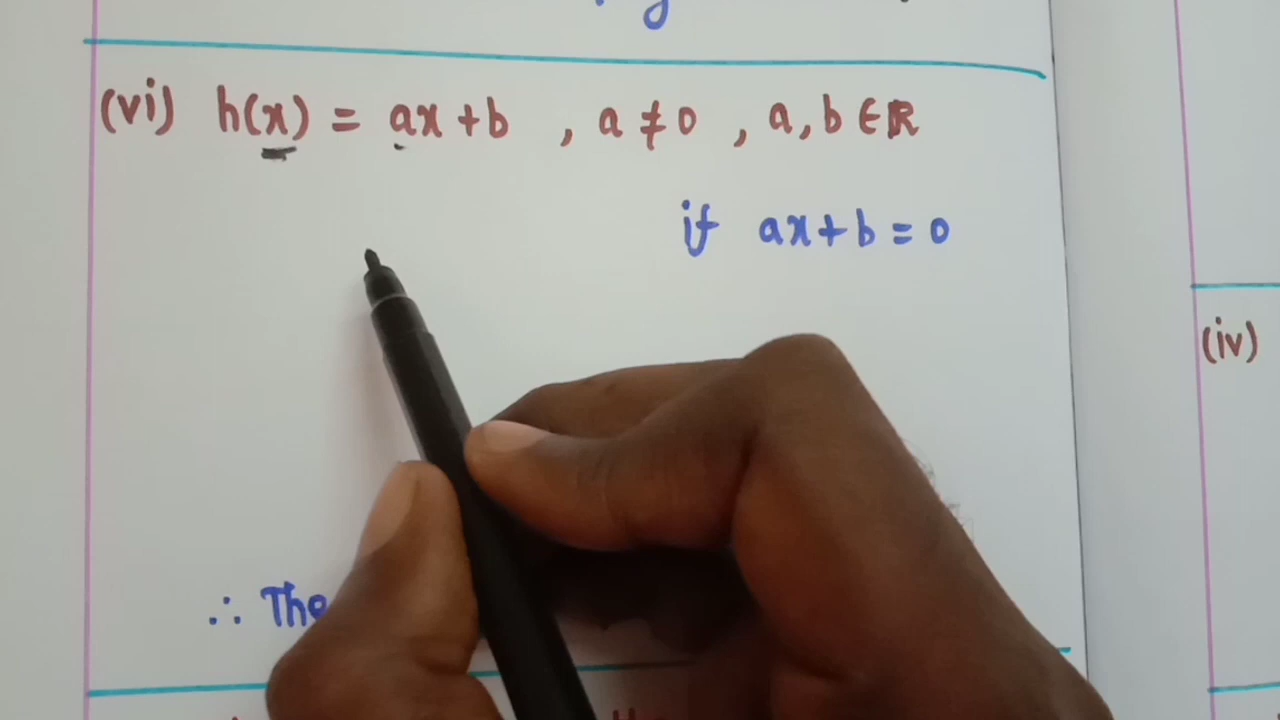 (vi) h(x) = ax + b , a ≠ 0 , a, b ∈ ℝ
if ax + b = 0
(iv)
∴ The